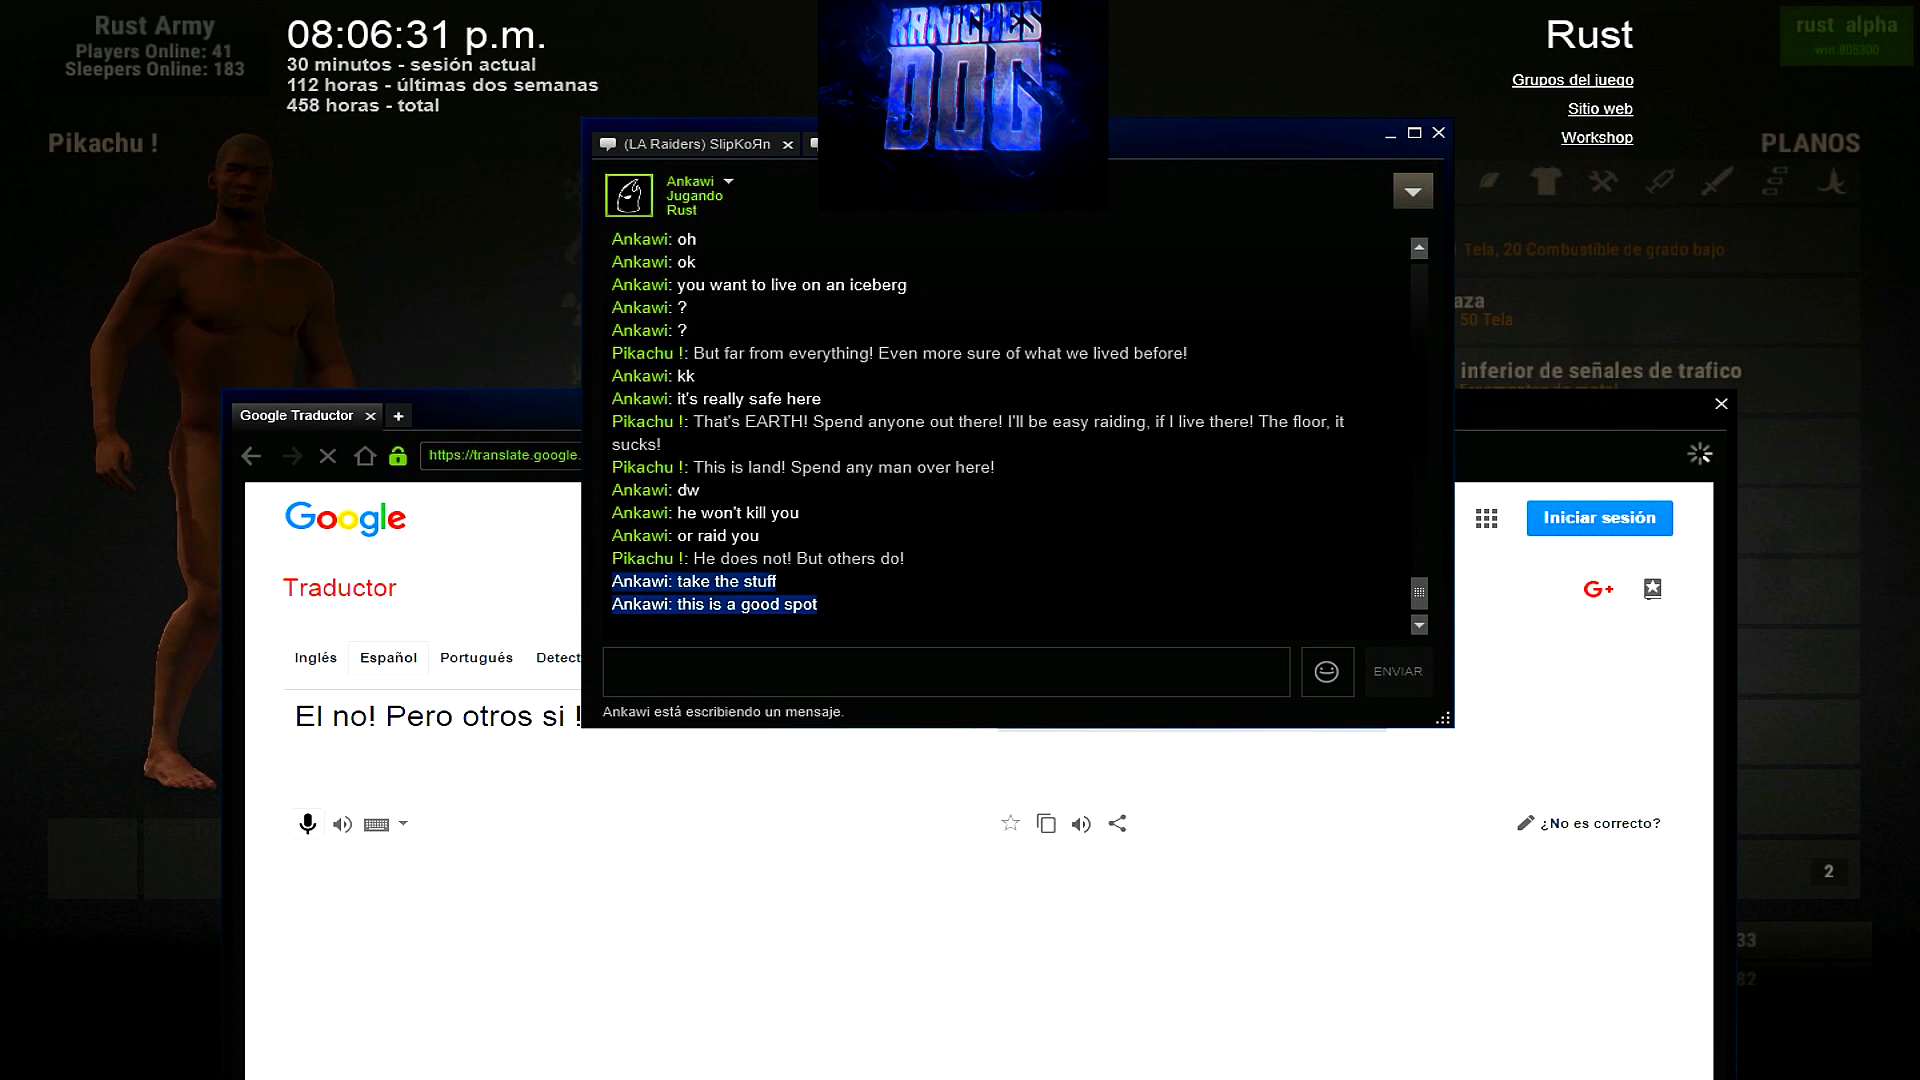 Rust Army
Players Online: 41
Sleepers Online: 183
08:06:31 p.m.
30 minutos - sesión actual
112 horas - últimas dos semanas
458 horas - total
KANICHES
DOG
Rust
Grupos del juego
Sitio web
Workshop
rust alpha
Pikachu !
PLANOS
(LA Raiders) SlipKoЯn
Ankawi
Jugando
Rust
Ankawi: oh
Ankawi: ok
Ankawi: you want to live on an iceberg
Ankawi: ?
Ankawi: ?
Pikachu !: But far from everything! Even more sure of what we lived before!
Ankawi: kk
Ankawi: it's really safe here
Pikachu !: That's EARTH! Spend anyone out there! I'll be easy raiding, if I live there! The floor, it
sucks!
Pikachu !: This is land! Spend any man over here!
Ankawi: dw
Ankawi: he won't kill you
Ankawi: or raid you
Pikachu !: He does not! But others do!
Ankawi: take the stuff
Ankawi: this is a good spot
ENVIAR
Ankawi está escribiendo un mensaje.
Tela, 20 Combustible de grado bajo
aza
50 Tela
inferior de señales de trafico
Google Traductor
https://translate.google.
Google
Iniciar sesión
Traductor
G+
Inglés
Español
Portugués
Detect
El no! Pero otros si !
¿No es correcto?
2
33
82